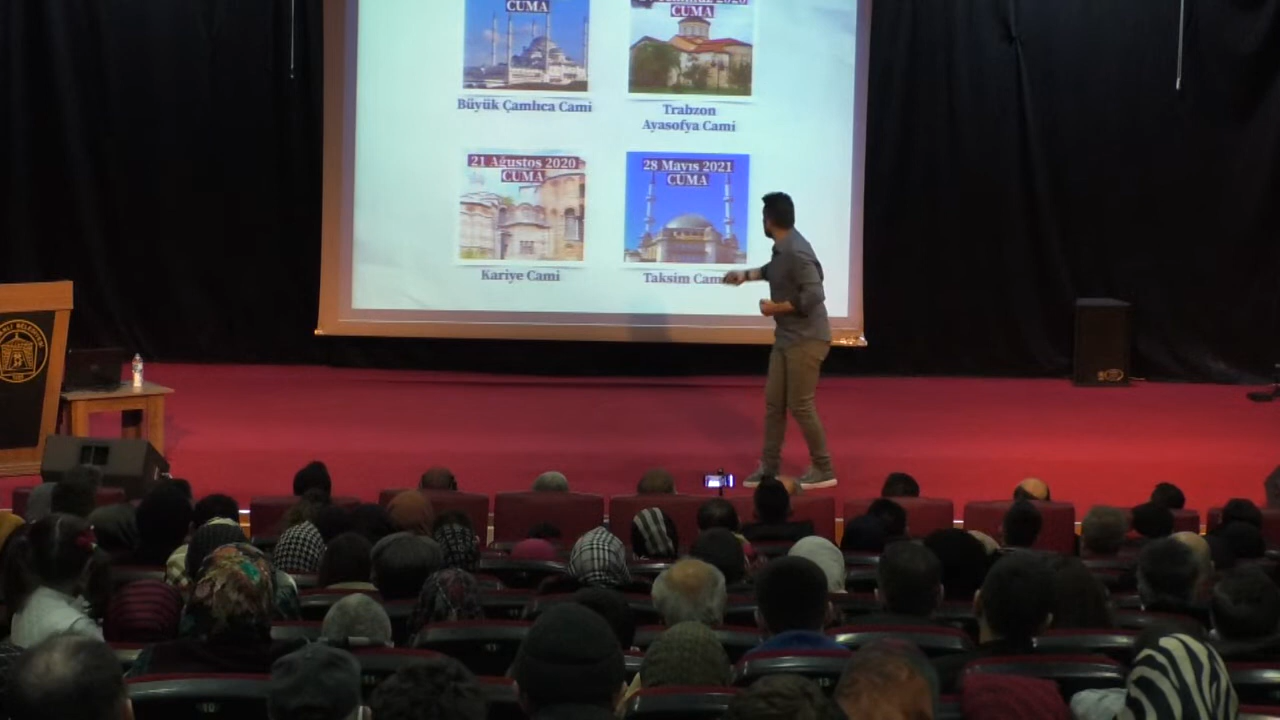 CUMA
CUMA
Büyük Çamlıca Cami
Trabzon
Ayasofya Cami
21 Ağustos 2020
CUMA
28 Mayıs 2021
CUMA
Kariye Cami
Taksim